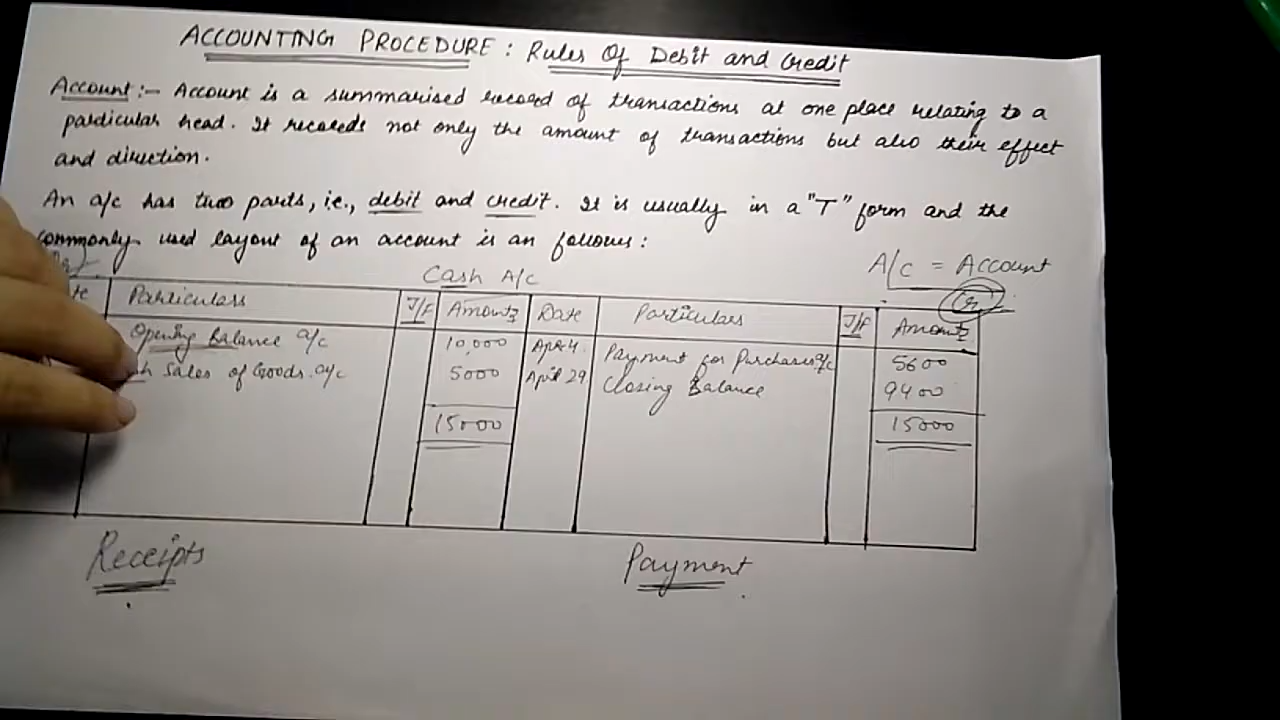 ACCOUNTING PROCEDURE : Rules Of Debit and Credit
Account :- Account is a summarised record of transactions at one place relating to a
particular head. It records not only the amount of transactions but also their effect
and direction.
An a/c has two parts, i.e., debit and credit. It is usually in a "T" form and the
commonly used layout of an account is an follows :
A/c = Account
Cash A/c
Cr
te Particulars J/F Amount₹ Date Particulars J/F Amount₹
Opening Balance a/c 10,000 Apr 4 Payment for Purchases a/c 5600
sh Sales of Goods a/c 5000 April 29 Closing Balance 9400
15000 15000
Receipts Payment